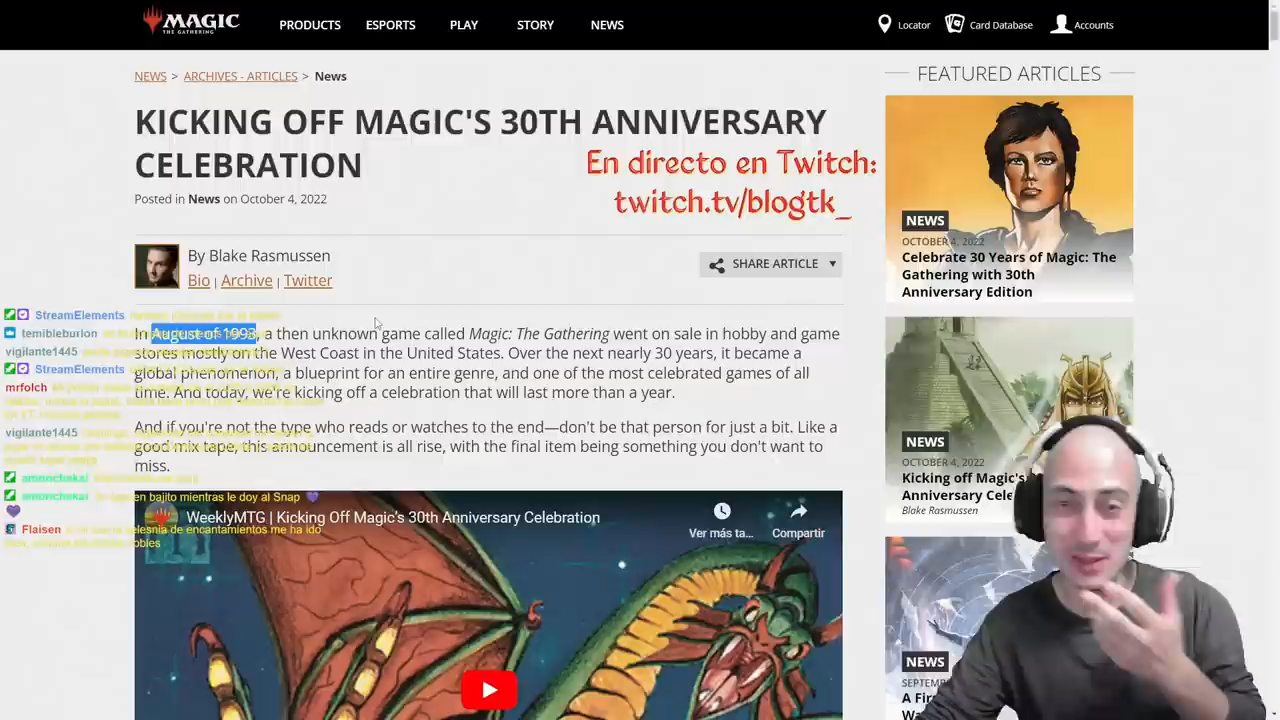 MAGIC
THE GATHERING
PRODUCTS
ESPORTS
PLAY
STORY
NEWS
Locator
Card Database
Accounts
NEWS > ARCHIVES - ARTICLES > News
KICKING OFF MAGIC'S 30TH ANNIVERSARY
CELEBRATION
Posted in News on October 4, 2022
En directo en Twitch:
twitch.tv/blogtk_
By Blake Rasmussen
Bio | Archive | Twitter
SHARE ARTICLE
In August of 1993, a then unknown game called Magic: The Gathering went on sale in hobby and game
stores mostly on the West Coast in the United States. Over the next nearly 30 years, it became a
global phenomenon, a blueprint for an entire genre, and one of the most celebrated games of all
time. And today, we're kicking off a celebration that will last more than a year.
And if you're not the type who reads or watches to the end—don't be that person for just a bit. Like a
good mix tape, this announcement is all rise, with the final item being something you don't want to
miss.
WeeklyMTG | Kicking Off Magic's 30th Anniversary Celebration
Ver más ta...
Compartir
StreamElements
temibleburlon
vigilante1445
StreamElements
mrfolch
vigilante1445
amonchakai
amonchakai
en bajito mientras le doy al Snap
Flaisen
FEATURED ARTICLES
NEWS
OCTOBER 4, 2022
Celebrate 30 Years of Magic: The
Gathering with 30th
Anniversary Edition
NEWS
OCTOBER 4, 2022
Kicking off Magic's
Anniversary Cele
Blake Rasmussen
NEWS
SEPTEM
A Fir
Wa